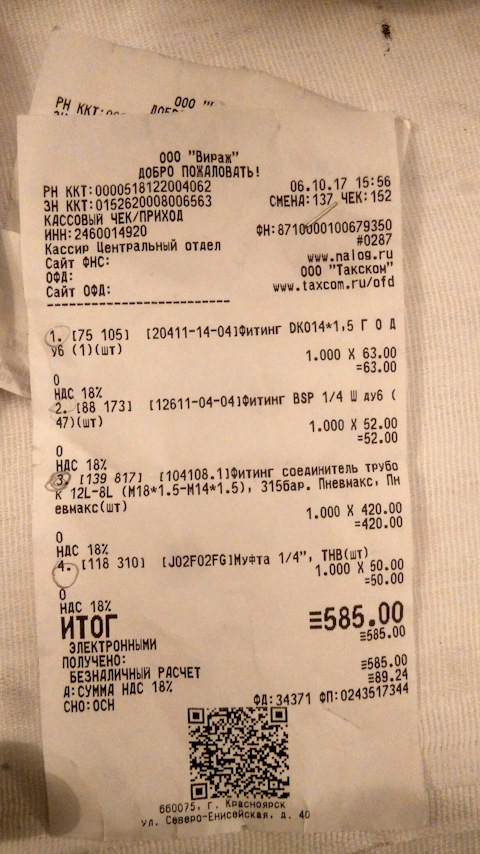 ООО "
РН ККТ:00
ООО "Вираж"
ДОБРО ПОЖАЛОВАТЬ!
РН ККТ:0000518122004062 06.10.17 15:56
ЗН ККТ:0152620008006563 СМЕНА:137 ЧЕК:152
КАССОВЫЙ ЧЕК/ПРИХОД
ИНН:2460014920 ФН:8710000100679350
Кассир Центральный отдел #0287
Сайт ФНС: www.nalog.ru
ОФД: ООО "Такском"
Сайт ОФД: www.taxcom.ru/ofd
--------------------------
1. [75 105] [20411-14-04]Фитинг DKO14*1,5 Г О Д
у6 (1)(шт)
1.000 X 63.00
=63.00
0
НДС 18%
2. [88 173] [12611-04-04]Фитинг BSP 1/4 Ш ду6 (
47)(шт)
1.000 X 52.00
=52.00
0
НДС 18%
3. [139 817] [104108.1]Фитинг соединитель трубо
к 12L-8L (М18*1.5-М14*1.5), 315бар. Пневмакс, Пн
евмакс(шт)
1.000 X 420.00
=420.00
0
НДС 18%
4. [118 310] [J02F02FG]Муфта 1/4", ТНВ(шт)
1.000 X 50.00
=50.00
0
НДС 18%
ИТОГ ≡585.00
ЭЛЕКТРОННЫМИ ≡585.00
ПОЛУЧЕНО:
БЕЗНАЛИЧНЫЙ РАСЧЕТ ≡585.00
А:СУММА НДС 18% ≡89.24
СНО:ОСН ФД:34371 ФП:0243517344
660075, г. Красноярск
ул. Северо-Енисейская, д. 40